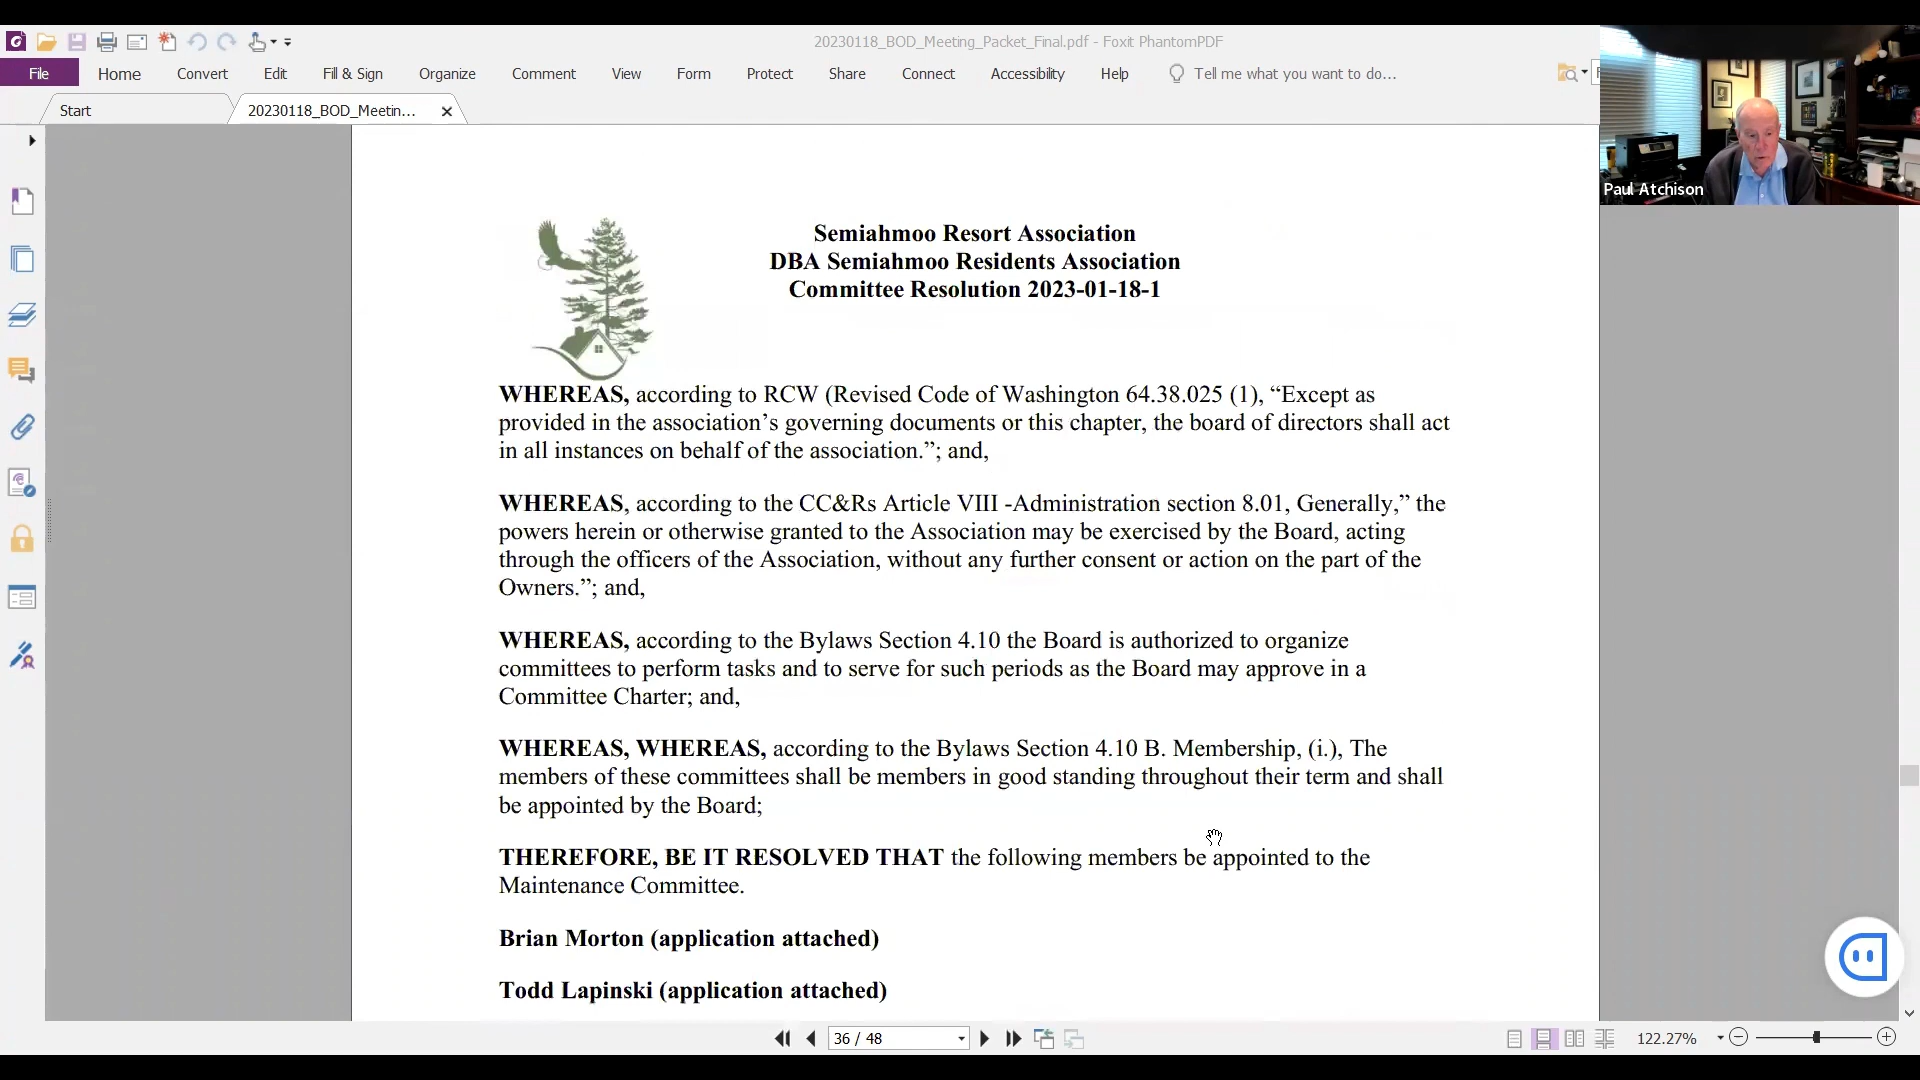 20230118_BOD_Meeting_Packet_Final.pdf - Foxit PhantomPDF
File Home Convert Edit Fill & Sign Organize Comment View Form Protect Share Connect Accessibility Help Tell me what you want to do...
Start 20230118_BOD_Meetin...
Paul Atchison
Semiahmoo Resort Association
DBA Semiahmoo Residents Association
Committee Resolution 2023-01-18-1
WHEREAS, according to RCW (Revised Code of Washington 64.38.025 (1), “Except as
provided in the association’s governing documents or this chapter, the board of directors shall act
in all instances on behalf of the association.”; and,
WHEREAS, according to the CC&Rs Article VIII -Administration section 8.01, Generally,” the
powers herein or otherwise granted to the Association may be exercised by the Board, acting
through the officers of the Association, without any further consent or action on the part of the
Owners.”; and,
WHEREAS, according to the Bylaws Section 4.10 the Board is authorized to organize
committees to perform tasks and to serve for such periods as the Board may approve in a
Committee Charter; and,
WHEREAS, WHEREAS, according to the Bylaws Section 4.10 B. Membership, (i.), The
members of these committees shall be members in good standing throughout their term and shall
be appointed by the Board;
THEREFORE, BE IT RESOLVED THAT the following members be appointed to the
Maintenance Committee.
Brian Morton (application attached)
Todd Lapinski (application attached)
36 / 48
122.27%